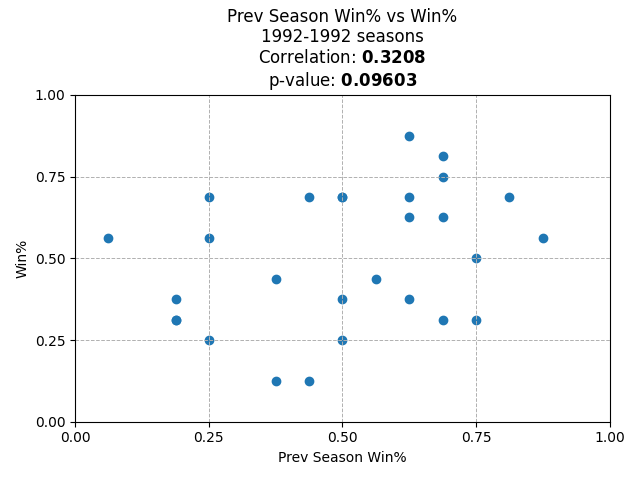 Prev Season Win% vs Win%
1992-1992 seasons
Correlation: 0.3208
p-value: 0.09603
1.00
0.75
0.50
0.25
0.00
Win%
0.00 0.25 0.50 0.75 1.00
Prev Season Win%